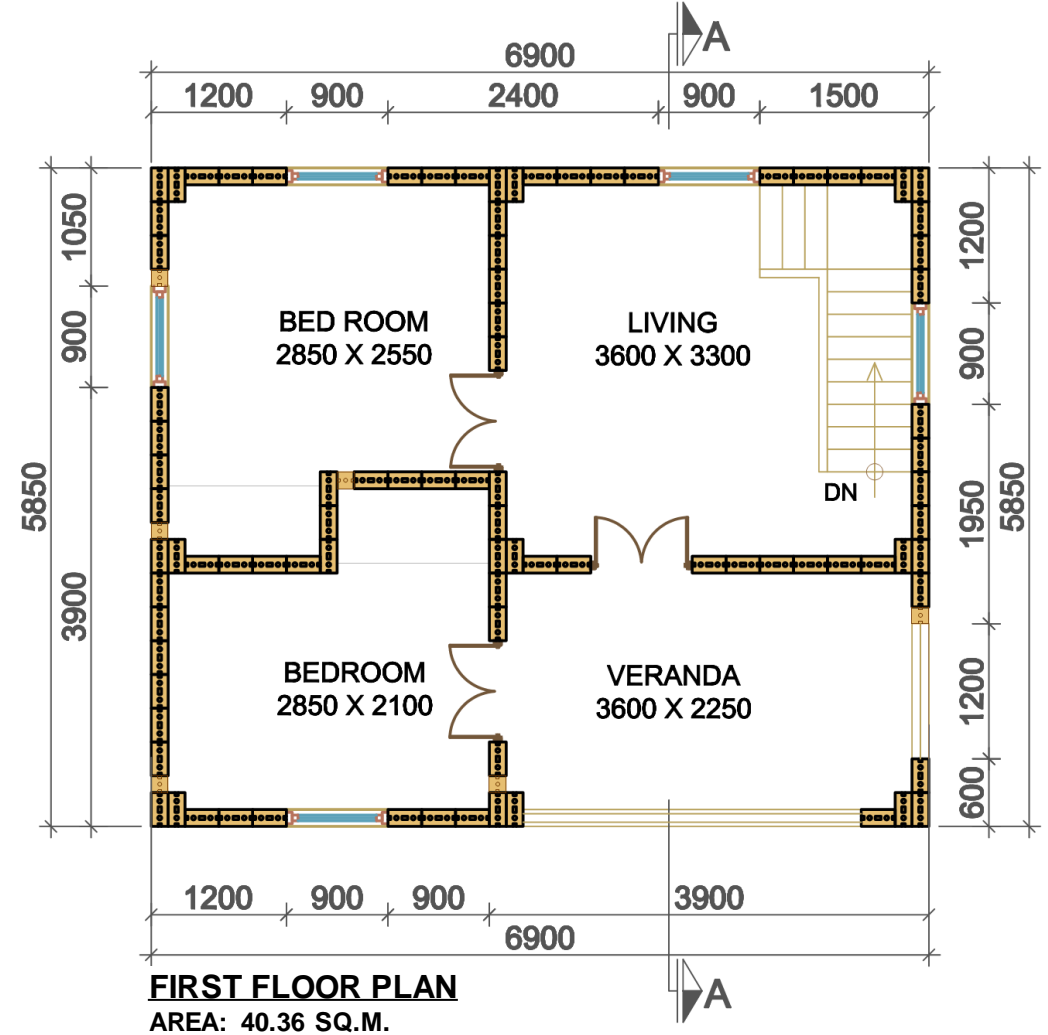 A
6900
1200 900 2400 900 1500
1050
900
3900
5850
1200
900
1950
1200
600
5850
BED ROOM
2850 X 2550
LIVING
3600 X 3300
DN
BEDROOM
2850 X 2100
VERANDA
3600 X 2250
1200 900 900 3900
6900
FIRST FLOOR PLAN
A
AREA: 40.36 SQ.M.